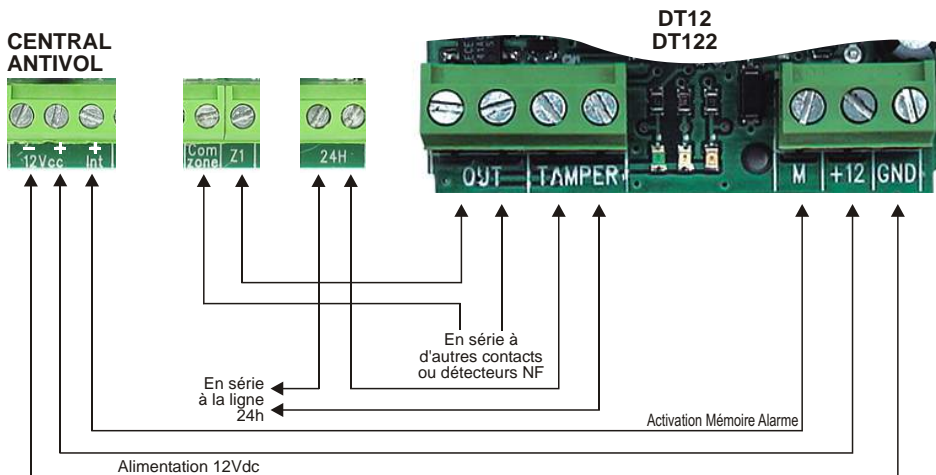 DT12
DT122
CENTRAL
ANTIVOL
- + +
12Vcc Int
Com
zone Z1
24H
OUT TAMPER
M +12 GND
En série à
d'autres contacts
ou détecteurs NF
En série
à la ligne
24h
Activation Mémoire Alarme
Alimentation 12Vdc